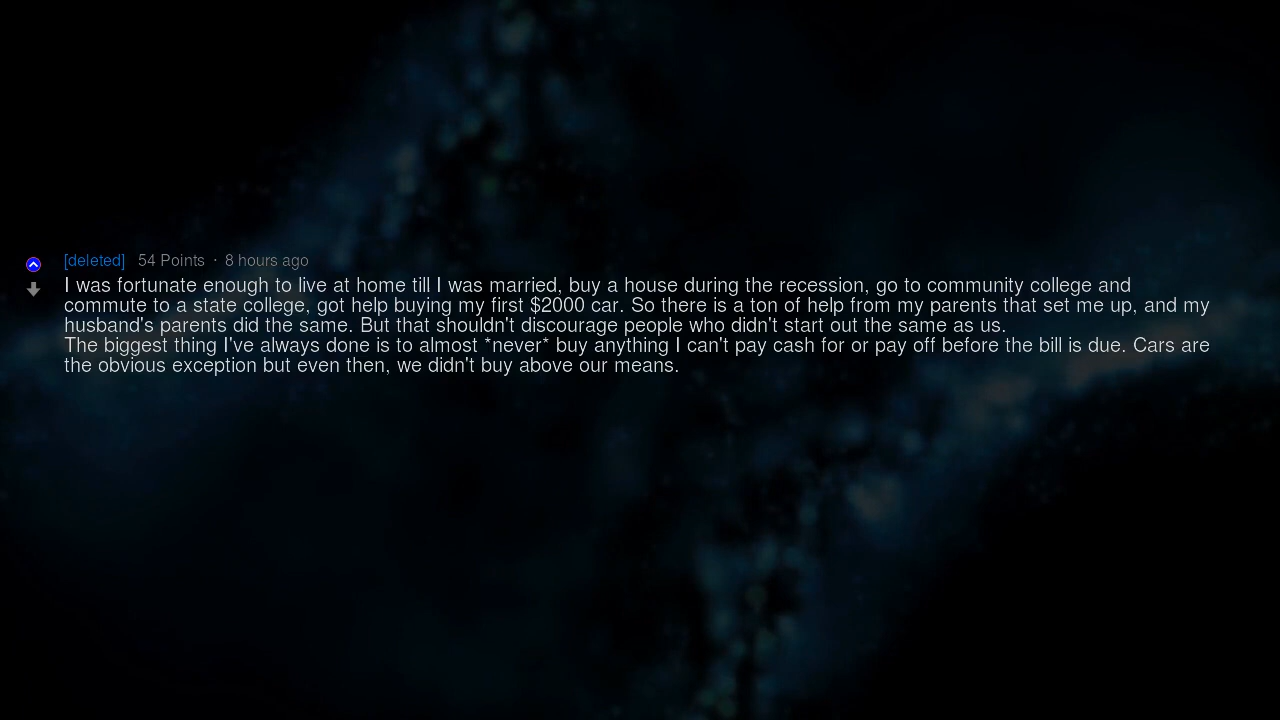 [deleted] 54 Points · 8 hours ago
I was fortunate enough to live at home till I was married, buy a house during the recession, go to community college and
commute to a state college, got help buying my first $2000 car. So there is a ton of help from my parents that set me up, and my
husband's parents did the same. But that shouldn't discourage people who didn't start out the same as us.
The biggest thing I've always done is to almost *never* buy anything I can't pay cash for or pay off before the bill is due. Cars are
the obvious exception but even then, we didn't buy above our means.